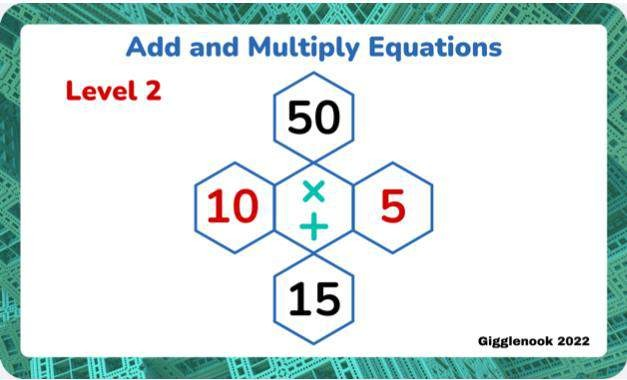 Add and Multiply Equations
Level 2
50
10 × 5
+
15
Gigglenook 2022